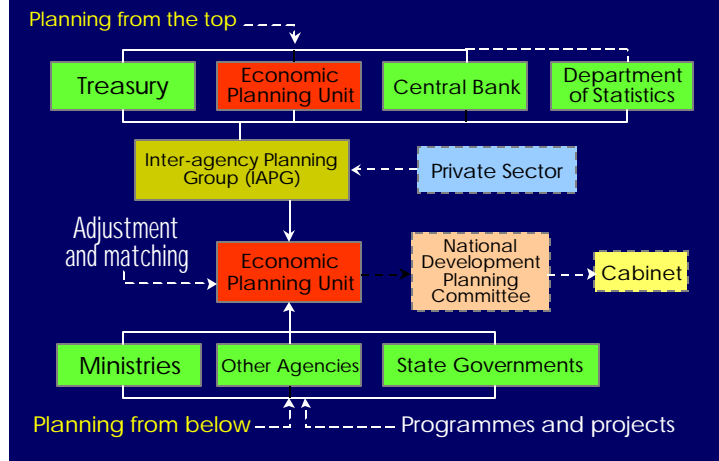 Planning from the top
Treasury
Economic
Planning Unit
Central Bank
Department
of Statistics
Inter-agency Planning
Group (IAPG)
Private Sector
Adjustment
and matching
Economic
Planning Unit
National
Development
Planning
Committee
Cabinet
Ministries
Other Agencies
State Governments
Planning from below
Programmes and projects